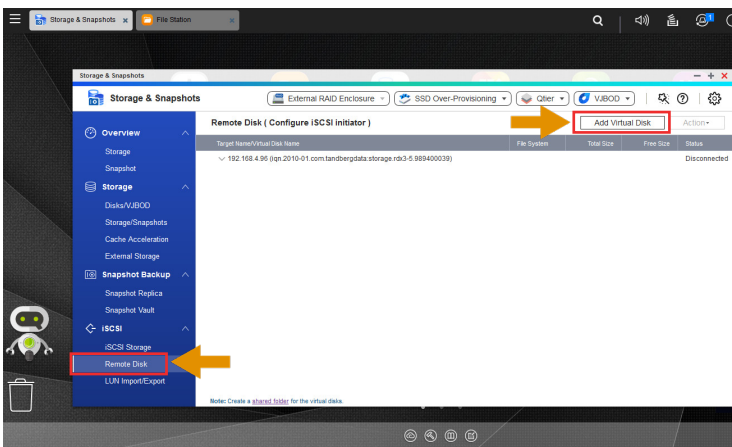 Storage & Snapshots x
File Station x
1
Storage & Snapshots
Storage & Snapshots
External RAID Enclosure
SSD Over-Provisioning
Qtier
VJBOD
Overview
Storage
Snapshot
Storage
Disks/VJBOD
Storage/Snapshots
Cache Acceleration
External Storage
Snapshot Backup
Snapshot Replica
Snapshot Vault
iSCSI
iSCSI Storage
Remote Disk
LUN Import/Export
Remote Disk ( Configure iSCSI initiator )
Add Virtual Disk
Action
Target Name/Virtual Disk Name File System Total Size Free Size Status
192.168.4.96 (iqn.2010-01.com.tandbergdata:storage.rdx3-5.989400039) Disconnected
Note: Create a shared folder for the virtual disks.